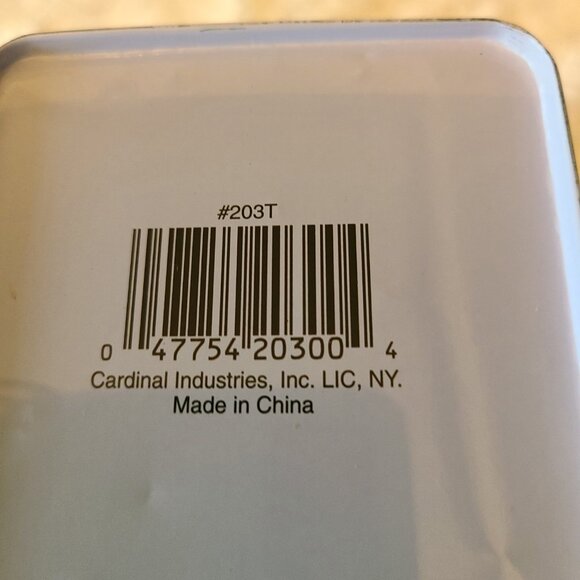 #203T
0 47754 20300 4
Cardinal Industries, Inc. LIC, NY.
Made in China